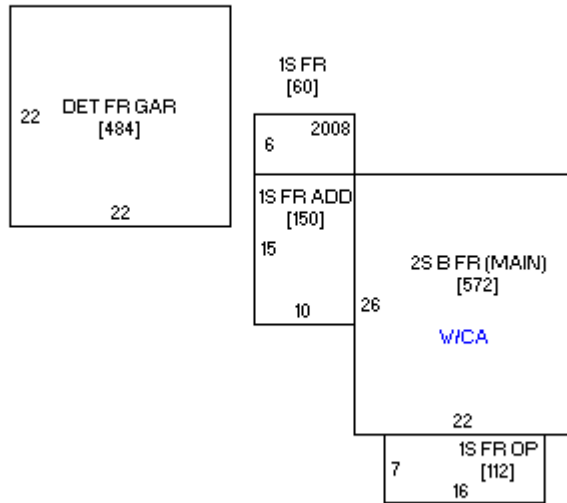 DET FR GAR
[484]
22
22
1S FR
[60]
2008
6
1S FR ADD
[150]
15
10
2S B FR (MAIN)
[572]
26
W/CA
22
1S FR OP
[112]
7
16